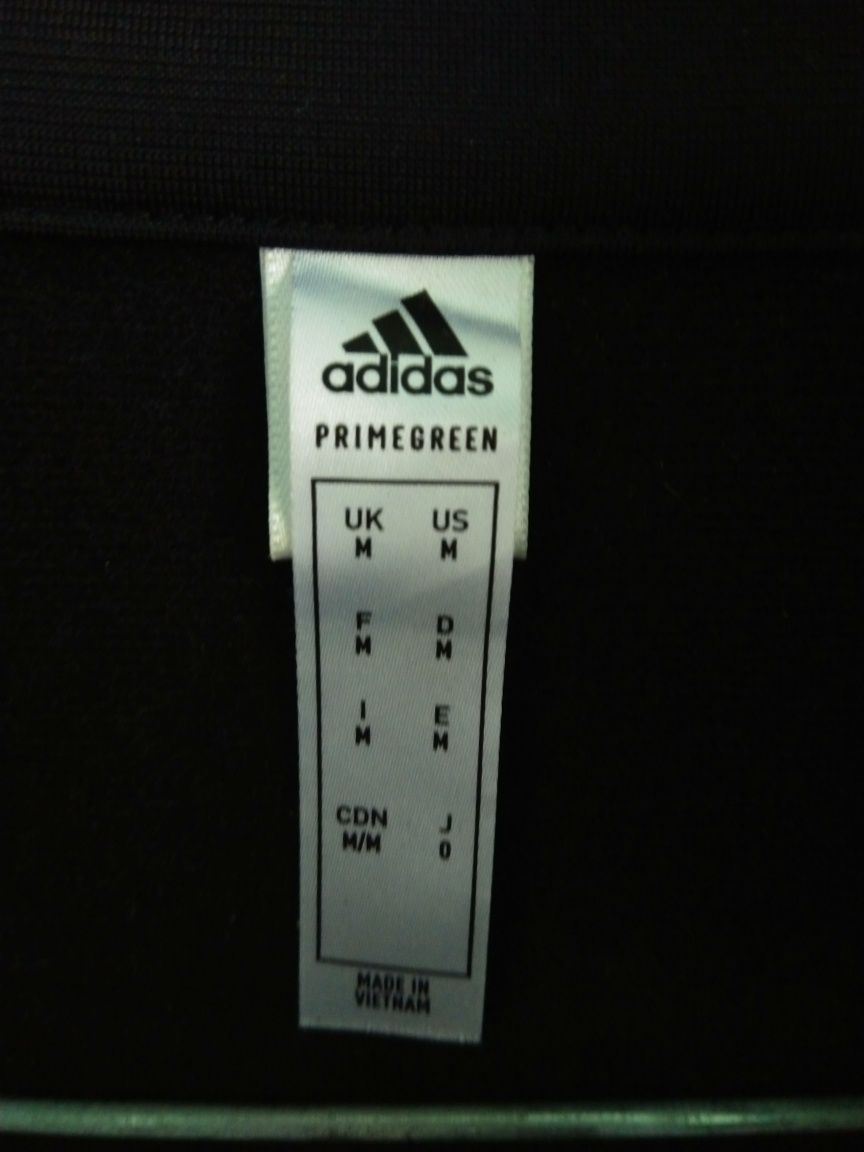 adidas
PRIMEGREEN
UK US
M M
F D
M M
I E
M M
CDN J
M/M O
MADE IN
VIETNAM